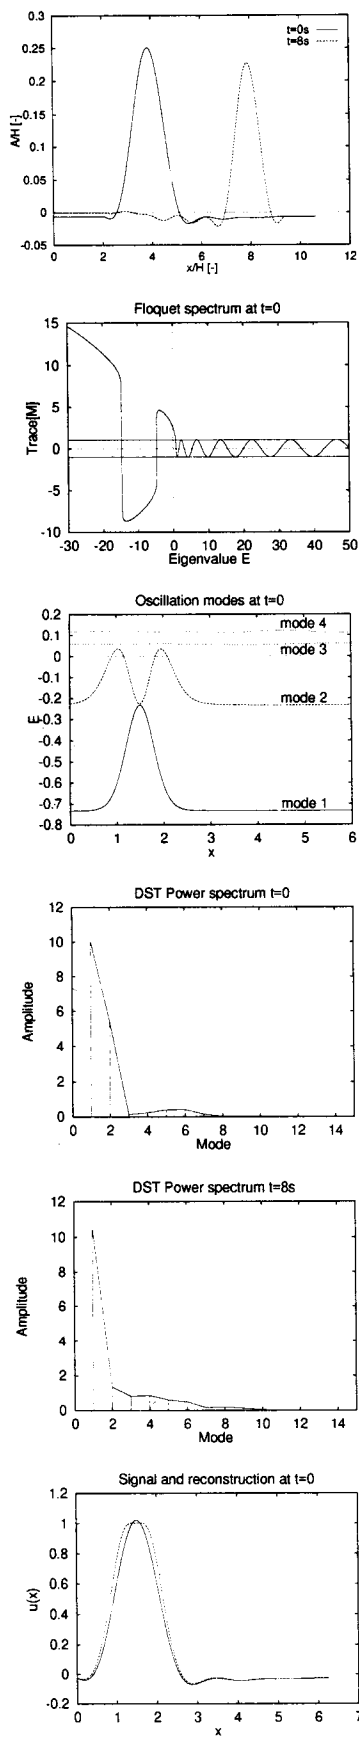 0.3
t=0s
t=8s
0.25
0.2
A/H [-]
0.15
0.1
0.05
0
-0.05
0 2 4 6 8 10 12
x/H [-]
Floquet spectrum at t=0
15
10
5
Trace[M]
0
-5
-10
-30 -20 -10 0 10 20 30 40 50
Eigenvalue E
Oscillation modes at t=0
0.2
mode 4
0.1
mode 3
0
-0.1
mode 2
-0.2
E
-0.3
-0.4
-0.5
-0.6
mode 1
-0.7
-0.8
0 1 2 3 4 5 6
x
DST Power spectrum t=0
12
10
8
Amplitude
6
4
2
0
0 2 4 6 8 10 12 14
Mode
DST Power spectrum t=8s
12
10
8
Amplitude
6
4
2
0
0 2 4 6 8 10 12 14
Mode
Signal and reconstruction at t=0
1.2
1
0.8
0.6
u(x)
0.4
0.2
0
-0.2
0 1 2 3 4 5 6 7
x